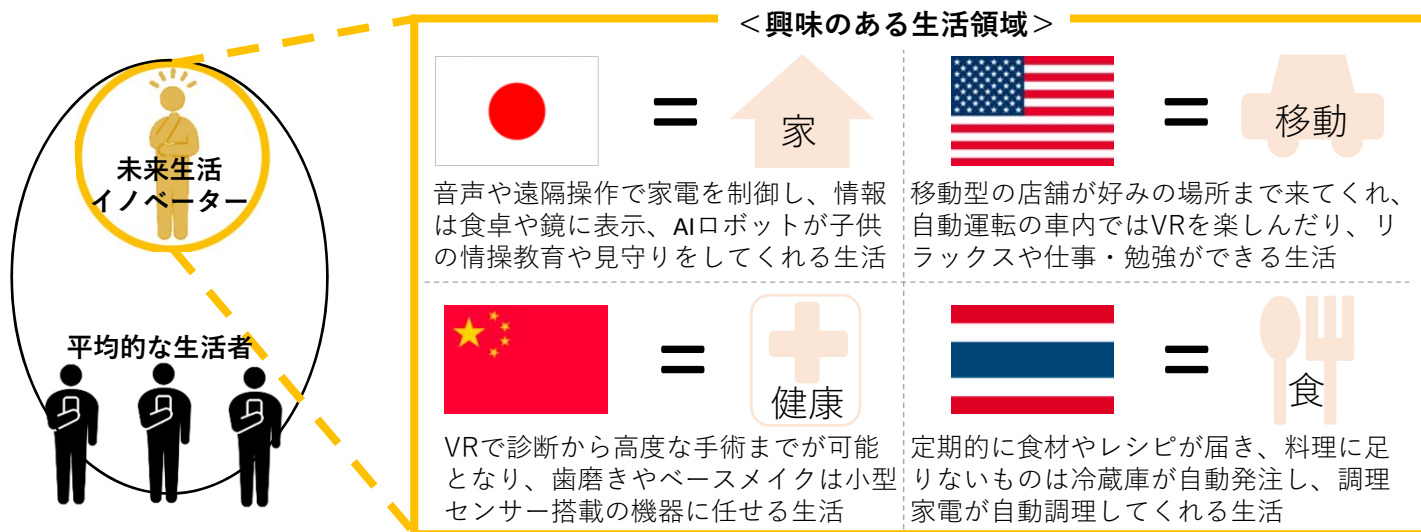 ＜興味のある生活領域＞
未来生活
イノベーター
平均的な生活者
＝
家
音声や遠隔操作で家電を制御し、情報
は食卓や鏡に表示、AIロボットが子供
の情操教育や見守りをしてくれる生活
＝
移動
移動型の店舗が好みの場所まで来てくれ、
自動運転の車内ではVRを楽しんだり、リ
ラックスや仕事・勉強ができる生活
＝
健康
VRで診断から高度な手術までが可能
となり、歯磨きやベースメイクは小型
センサー搭載の機器に任せる生活
＝
食
定期的に食材やレシピが届き、料理に足
りないものは冷蔵庫が自動発注し、調理
家電が自動調理してくれる生活